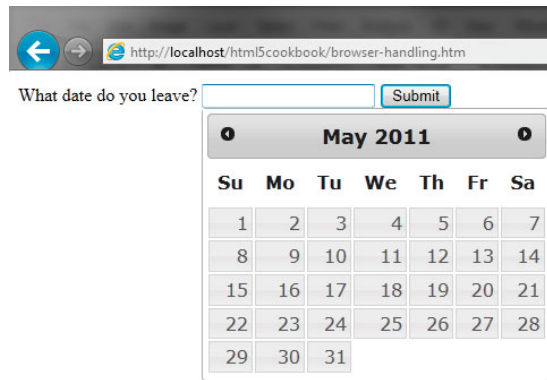 http://localhost/html5cookbook/browser-handling.htm
What date do you leave? Submit
May 2011
Su Mo Tu We Th Fr Sa
1 2 3 4 5 6 7
8 9 10 11 12 13 14
15 16 17 18 19 20 21
22 23 24 25 26 27 28
29 30 31